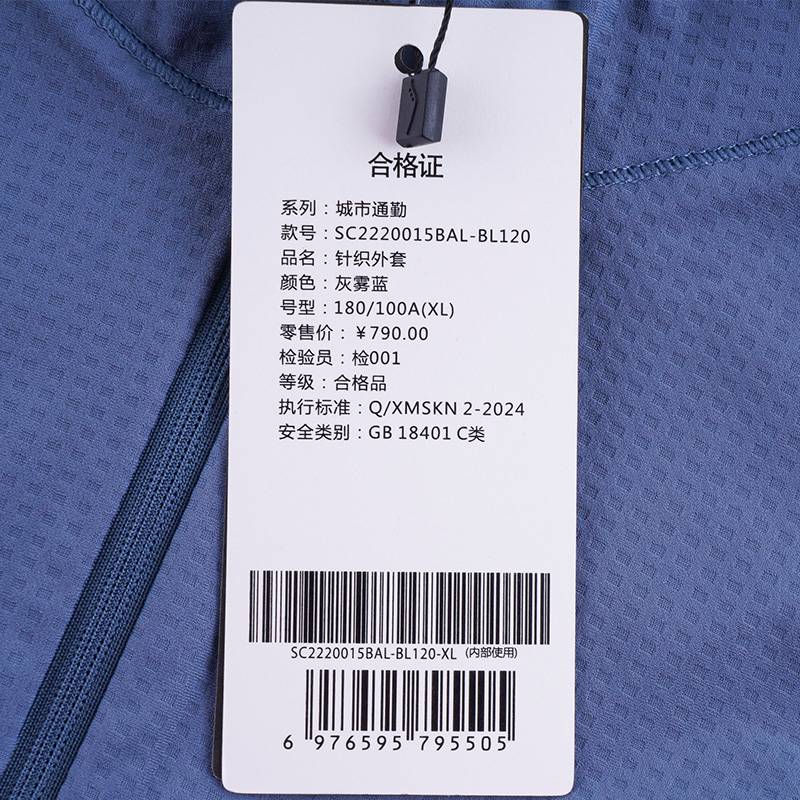 合格证
系列：城市通勤
款号：SC2220015BAL-BL120
品名：针织外套
颜色：灰雾蓝
号型：180/100A(XL)
零售价：￥790.00
检验员：检001
等级：合格品
执行标准：Q/XMSKN 2-2024
安全类别：GB 18401 C类
SC2220015BAL-BL120-XL (内部使用)
6 976595 795505